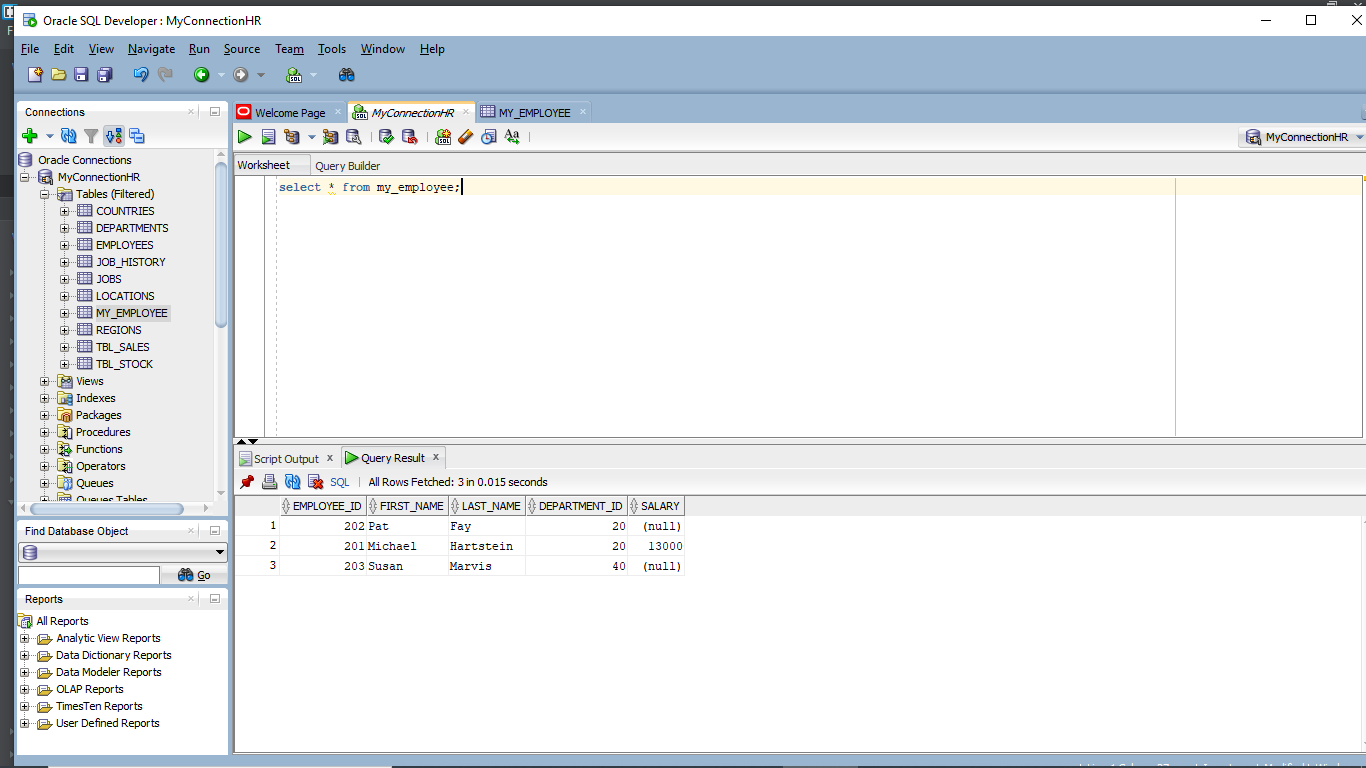 Oracle SQL Developer : MyConnectionHR
File Edit View Navigate Run Source Team Tools Window Help
Connections
Oracle Connections
MyConnectionHR
Tables (Filtered)
COUNTRIES
DEPARTMENTS
EMPLOYEES
JOB_HISTORY
JOBS
LOCATIONS
MY_EMPLOYEE
REGIONS
TBL_SALES
TBL_STOCK
Views
Indexes
Packages
Procedures
Functions
Operators
Queues
Queues Tables
Find Database Object
Go
Reports
All Reports
Analytic View Reports
Data Dictionary Reports
Data Modeler Reports
OLAP Reports
TimesTen Reports
User Defined Reports
Welcome Page MyConnectionHR MY_EMPLOYEE
MyConnectionHR
Worksheet Query Builder
select * from my_employee;
Script Output Query Result
SQL All Rows Fetched: 3 in 0.015 seconds
EMPLOYEE_ID FIRST_NAME LAST_NAME DEPARTMENT_ID SALARY
1 202 Pat Fay 20 (null)
2 201 Michael Hartstein 20 13000
3 203 Susan Marvis 40 (null)